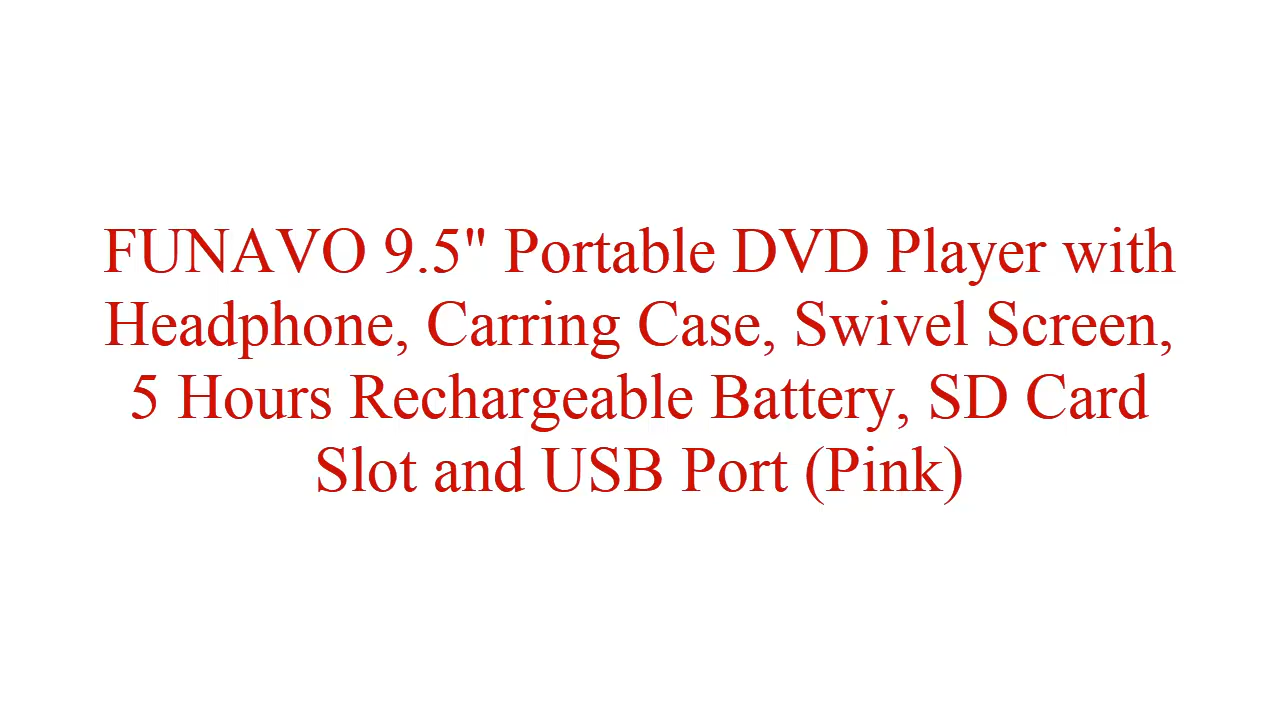 FUNAVO 9.5" Portable DVD Player with
Headphone, Carring Case, Swivel Screen,
5 Hours Rechargeable Battery, SD Card
Slot and USB Port (Pink)